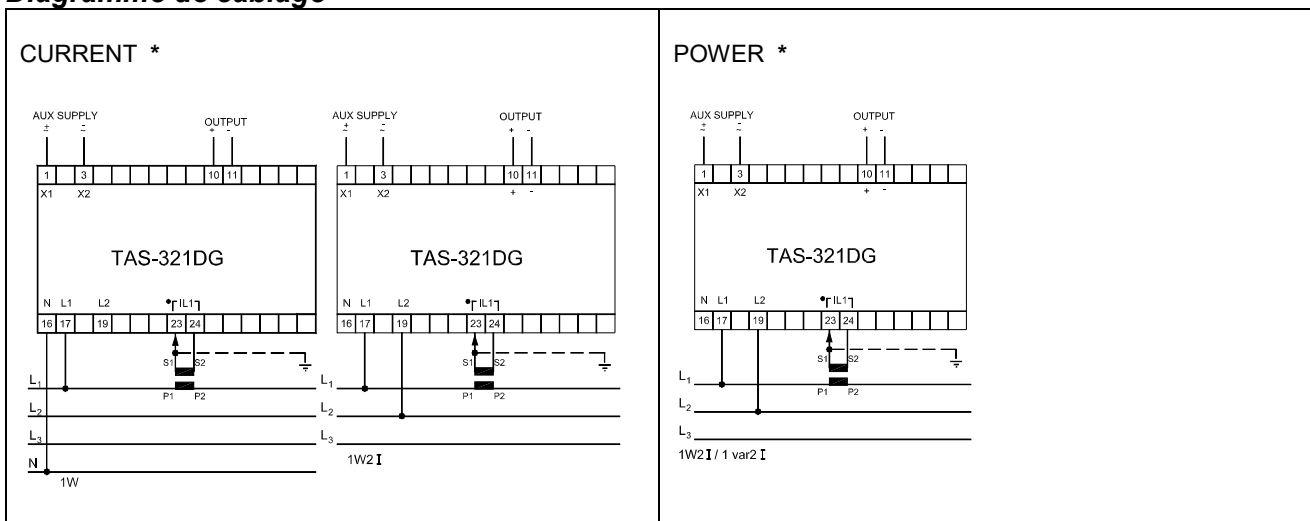 Diagramme de câblage
CURRENT *
POWER *
AUX SUPPLY
± ~ - ~
OUTPUT
+ -
1 3 10 11
X1 X2
TAS-321DG
N L1 L2 IL1
16 17 19 23 24
S1 S2
P1 P2
L1
L2
L3
N
1W
AUX SUPPLY
± ~ - ~
OUTPUT
+ -
1 3 10 11
X1 X2 + -
TAS-321DG
N L1 L2 IL1
16 17 19 23 24
S1 S2
P1 P2
L1
L2
L3
1W2I
AUX SUPPLY
± ~ - ~
OUTPUT
+ -
1 3 10 11
X1 X2 + -
TAS-321DG
N L1 L2 IL1
16 17 19 23 24
S1 S2
P1 P2
L1
L2
L3
1W2I / 1 var2 I